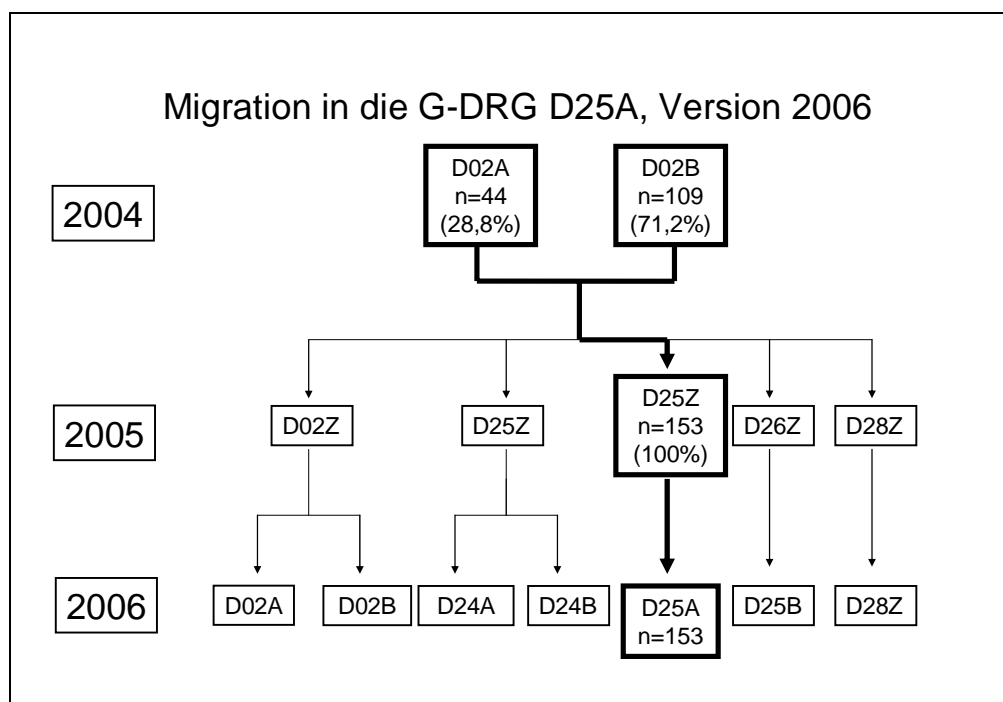 Migration in die G-DRG D25A, Version 2006
2004
D02A
n=44
(28,8%)
D02B
n=109
(71,2%)
2005
D02Z
D25Z
D25Z
n=153
(100%)
D26Z
D28Z
2006
D02A
D02B
D24A
D24B
D25A
n=153
D25B
D28Z